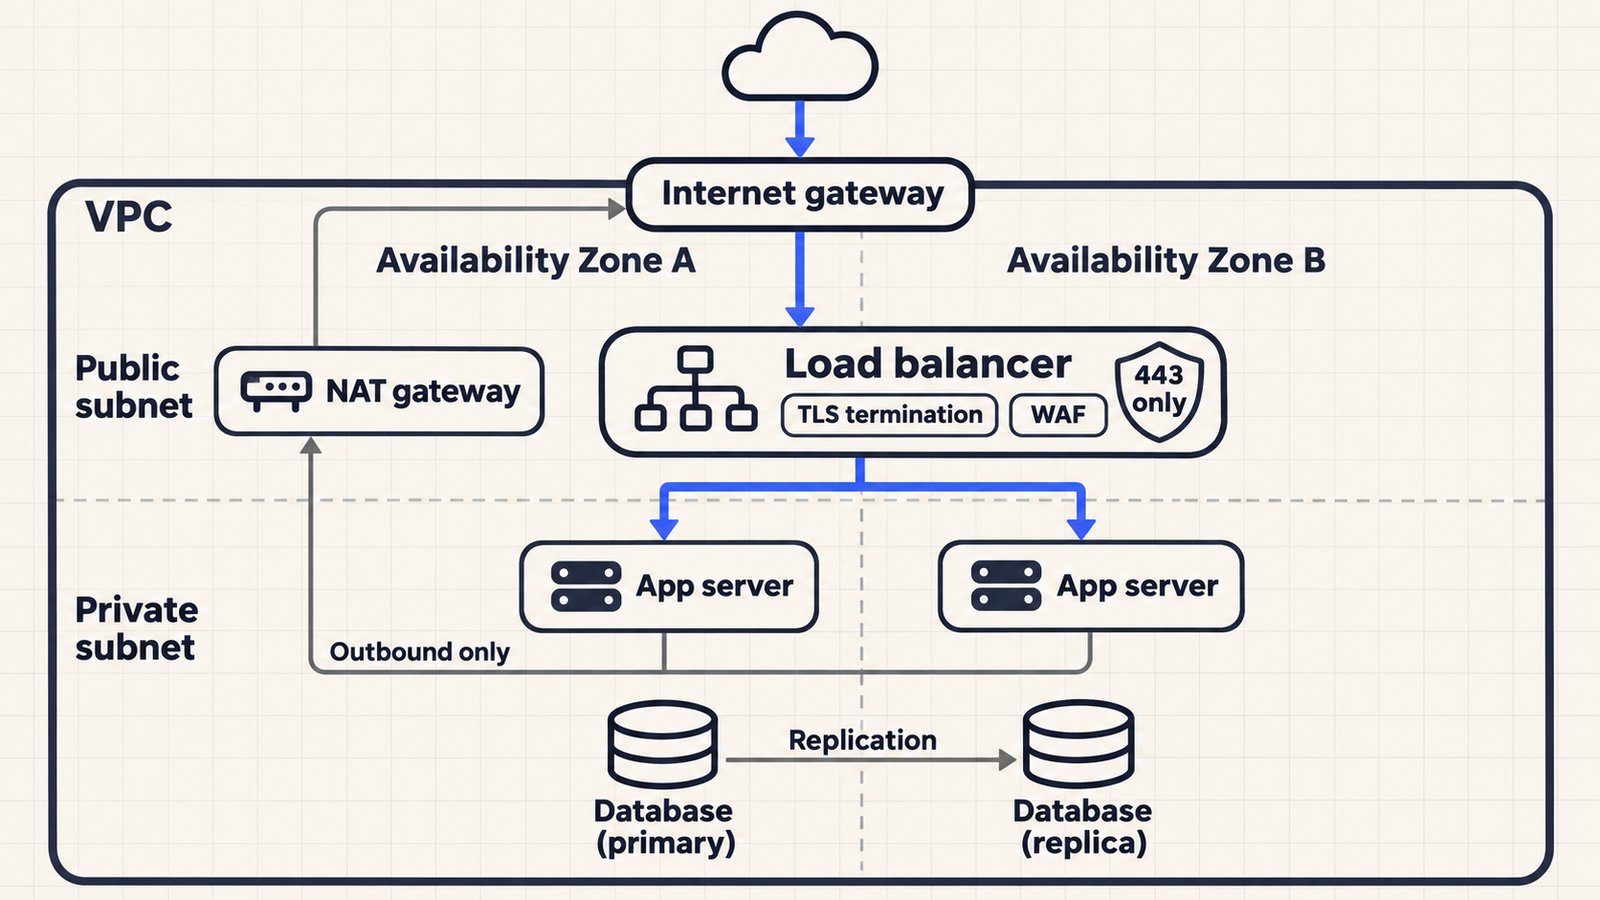 Internet gateway
VPC
Availability Zone A
Availability Zone B
Public
subnet
NAT gateway
Load balancer
TLS termination
WAF
443
only
App server
App server
Private
subnet
Outbound only
Replication
Database
(primary)
Database
(replica)